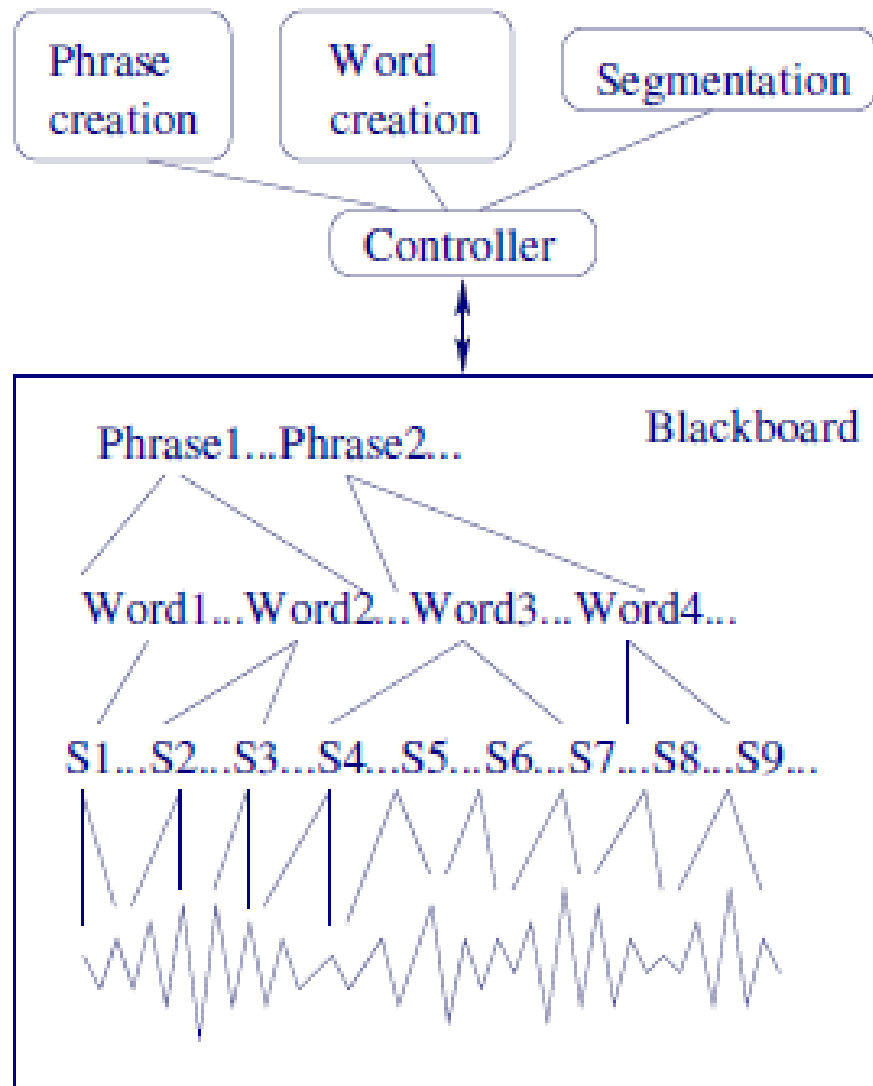 Phrase
creation
Word
creation
Segmentation
Controller
Blackboard
Phrase1...Phrase2...
Word1...Word2...Word3...Word4...
S1...S2...S3...S4...S5...S6...S7...S8...S9...